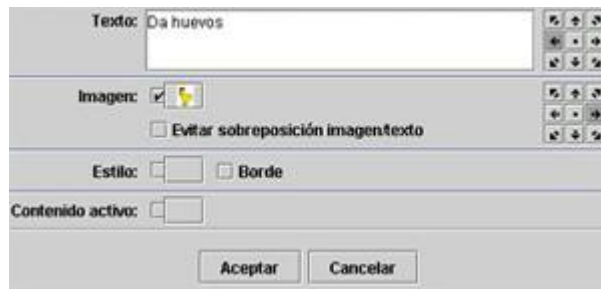 Texto: Da huevos
Imagen:
Evitar sobreposición imagen/texto
Estilo: Borde
Contenido activo:
Aceptar Cancelar